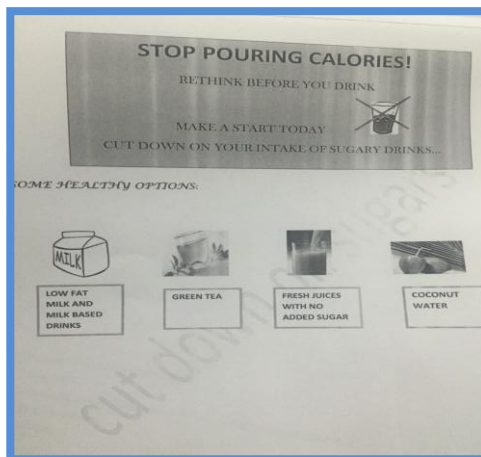 STOP POURING CALORIES!
RETHINK BEFORE YOU DRINK
MAKE A START TODAY
CUT DOWN ON YOUR INTAKE OF SUGARY DRINKS...
SOME HEALTHY OPTIONS:
MILK
LOW FAT
MILK AND
MILK BASED
DRINKS
GREEN TEA
FRESH JUICES
WITH NO
ADDED SUGAR
COCONUT
WATER
cut down on sugars